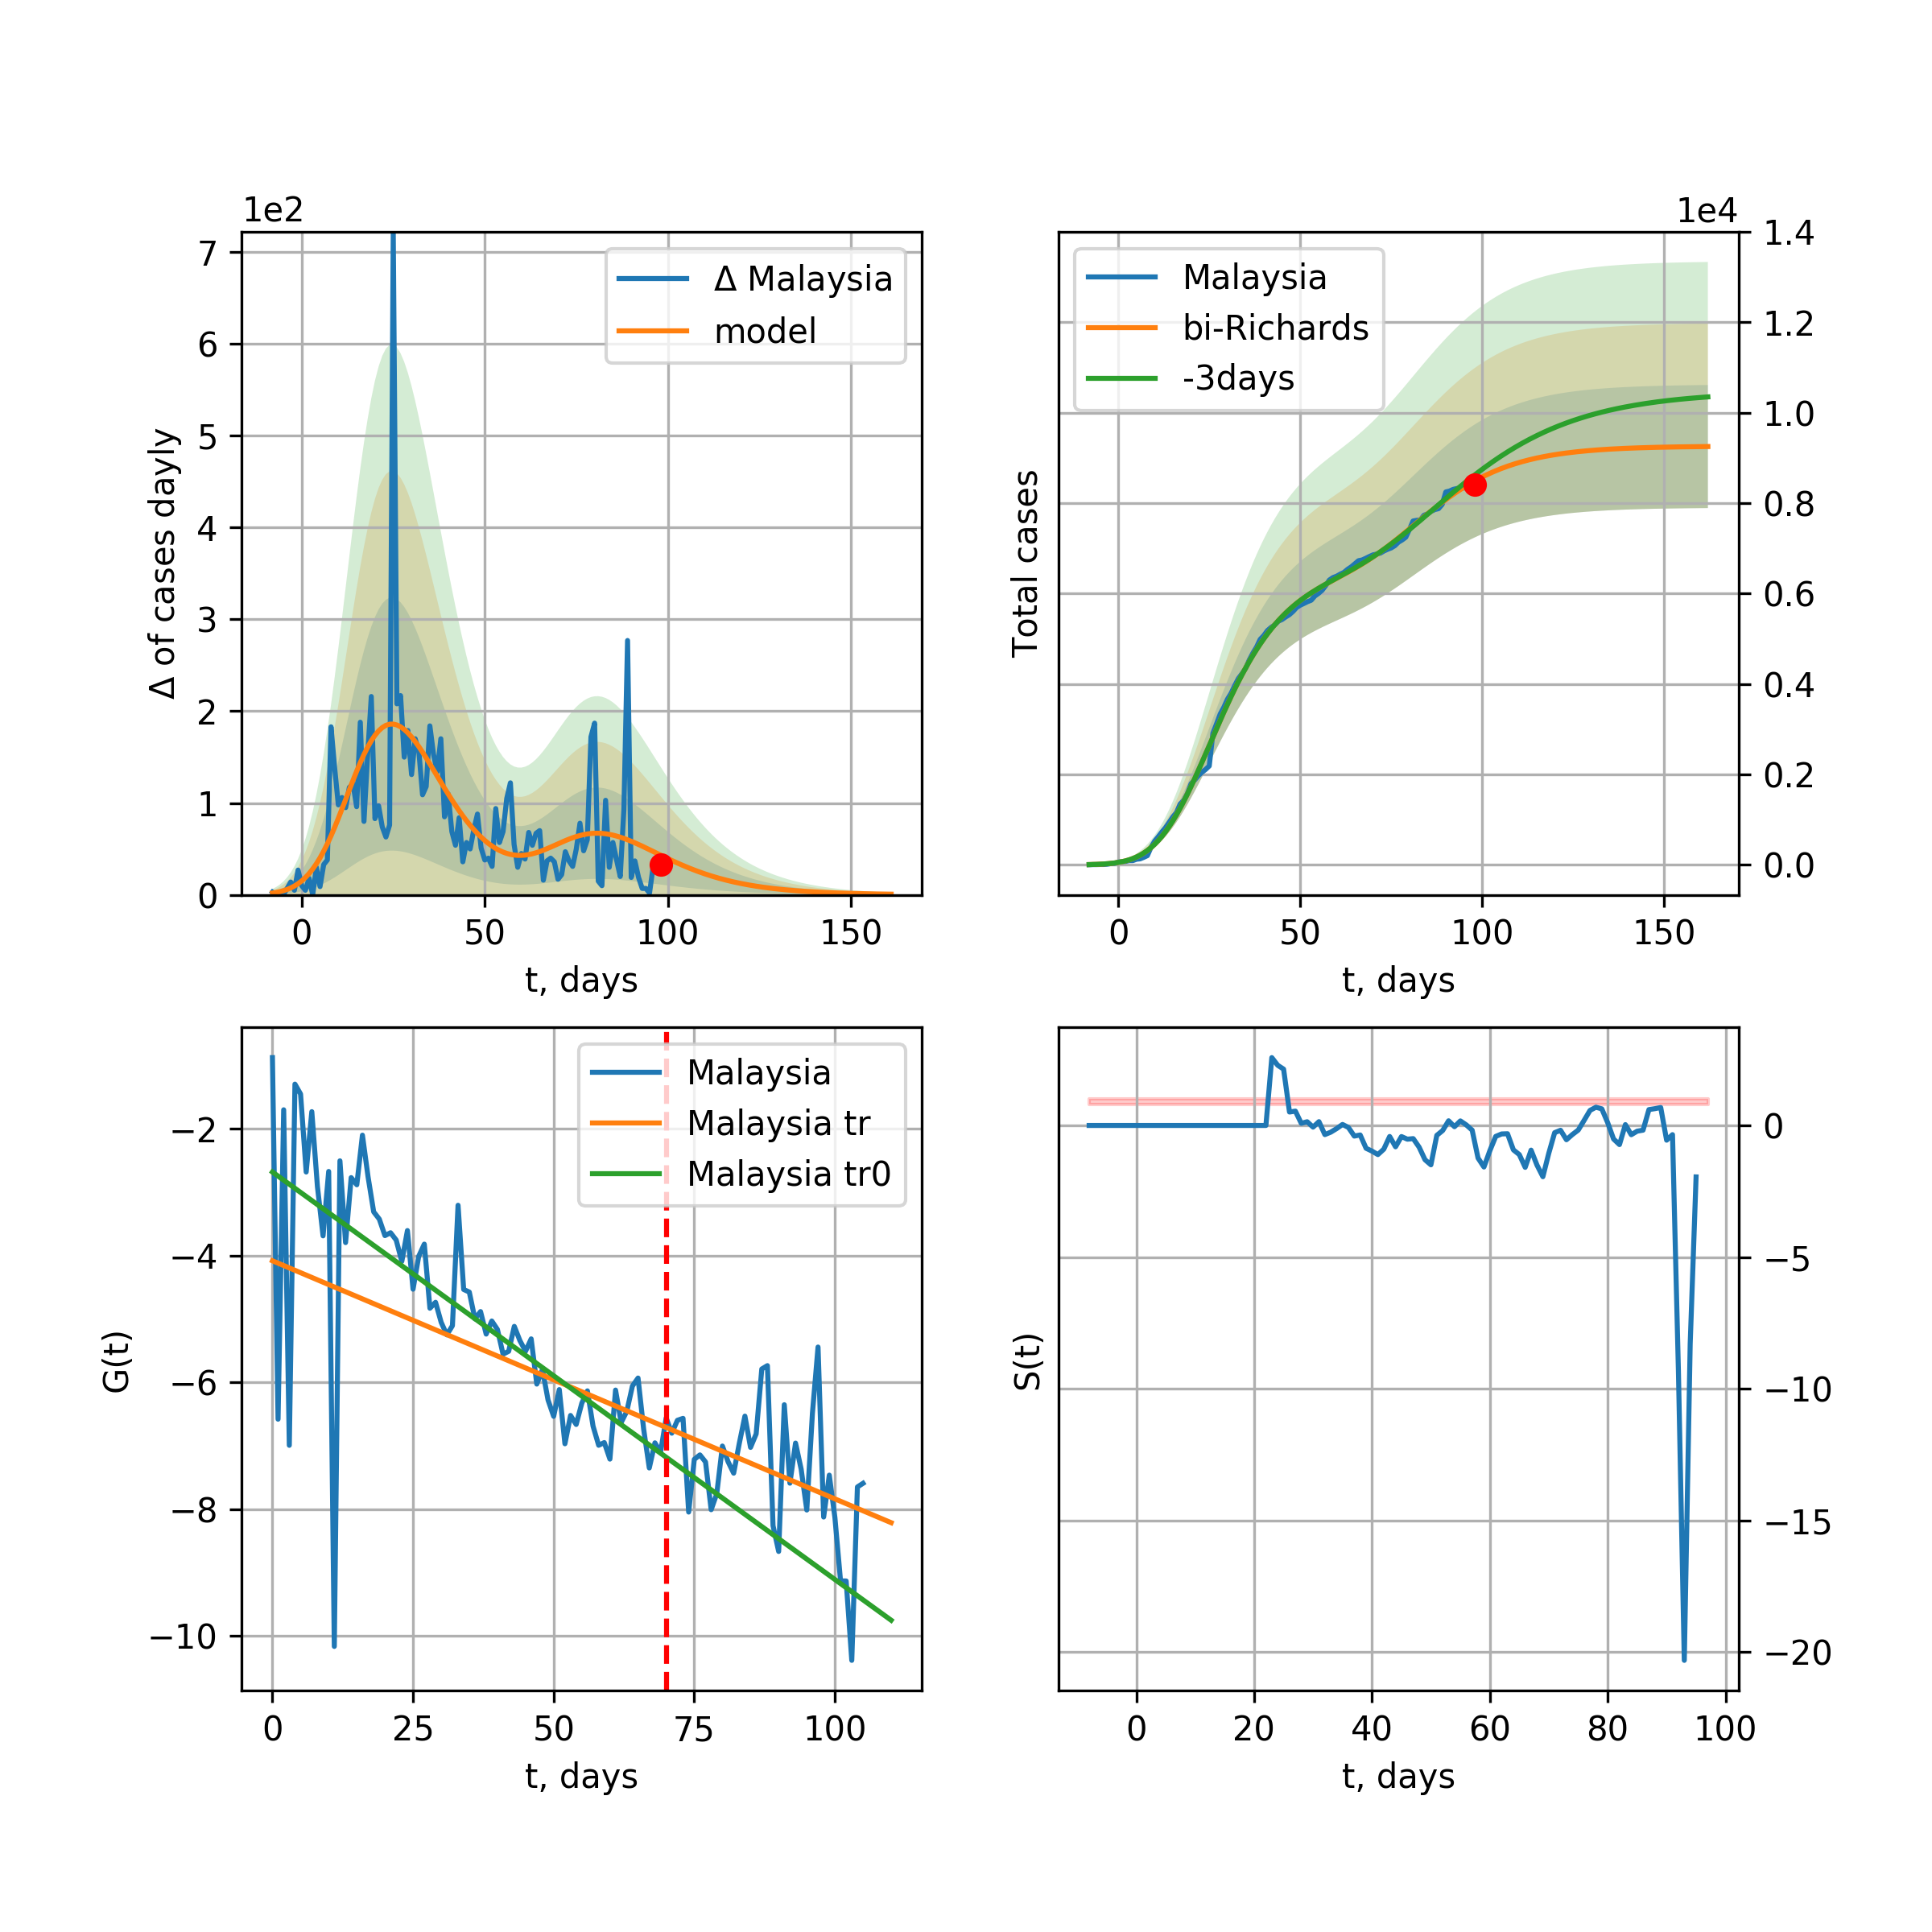 1e2
7
6
5
4
3
2
1
0
Δ of cases dayly
Δ Malaysia
model
0 50 100 150
t, days
1e4
1.4
1.2
1.0
0.8
0.6
0.4
0.2
0.0
Total cases
Malaysia
bi-Richards
-3days
0 50 100 150
t, days
−2
−4
−6
−8
−10
G(t)
Malaysia
Malaysia tr
Malaysia tr0
0 25 50 75 100
t, days
S(t)
0
−5
−10
−15
−20
0 20 40 60 80 100
t, days